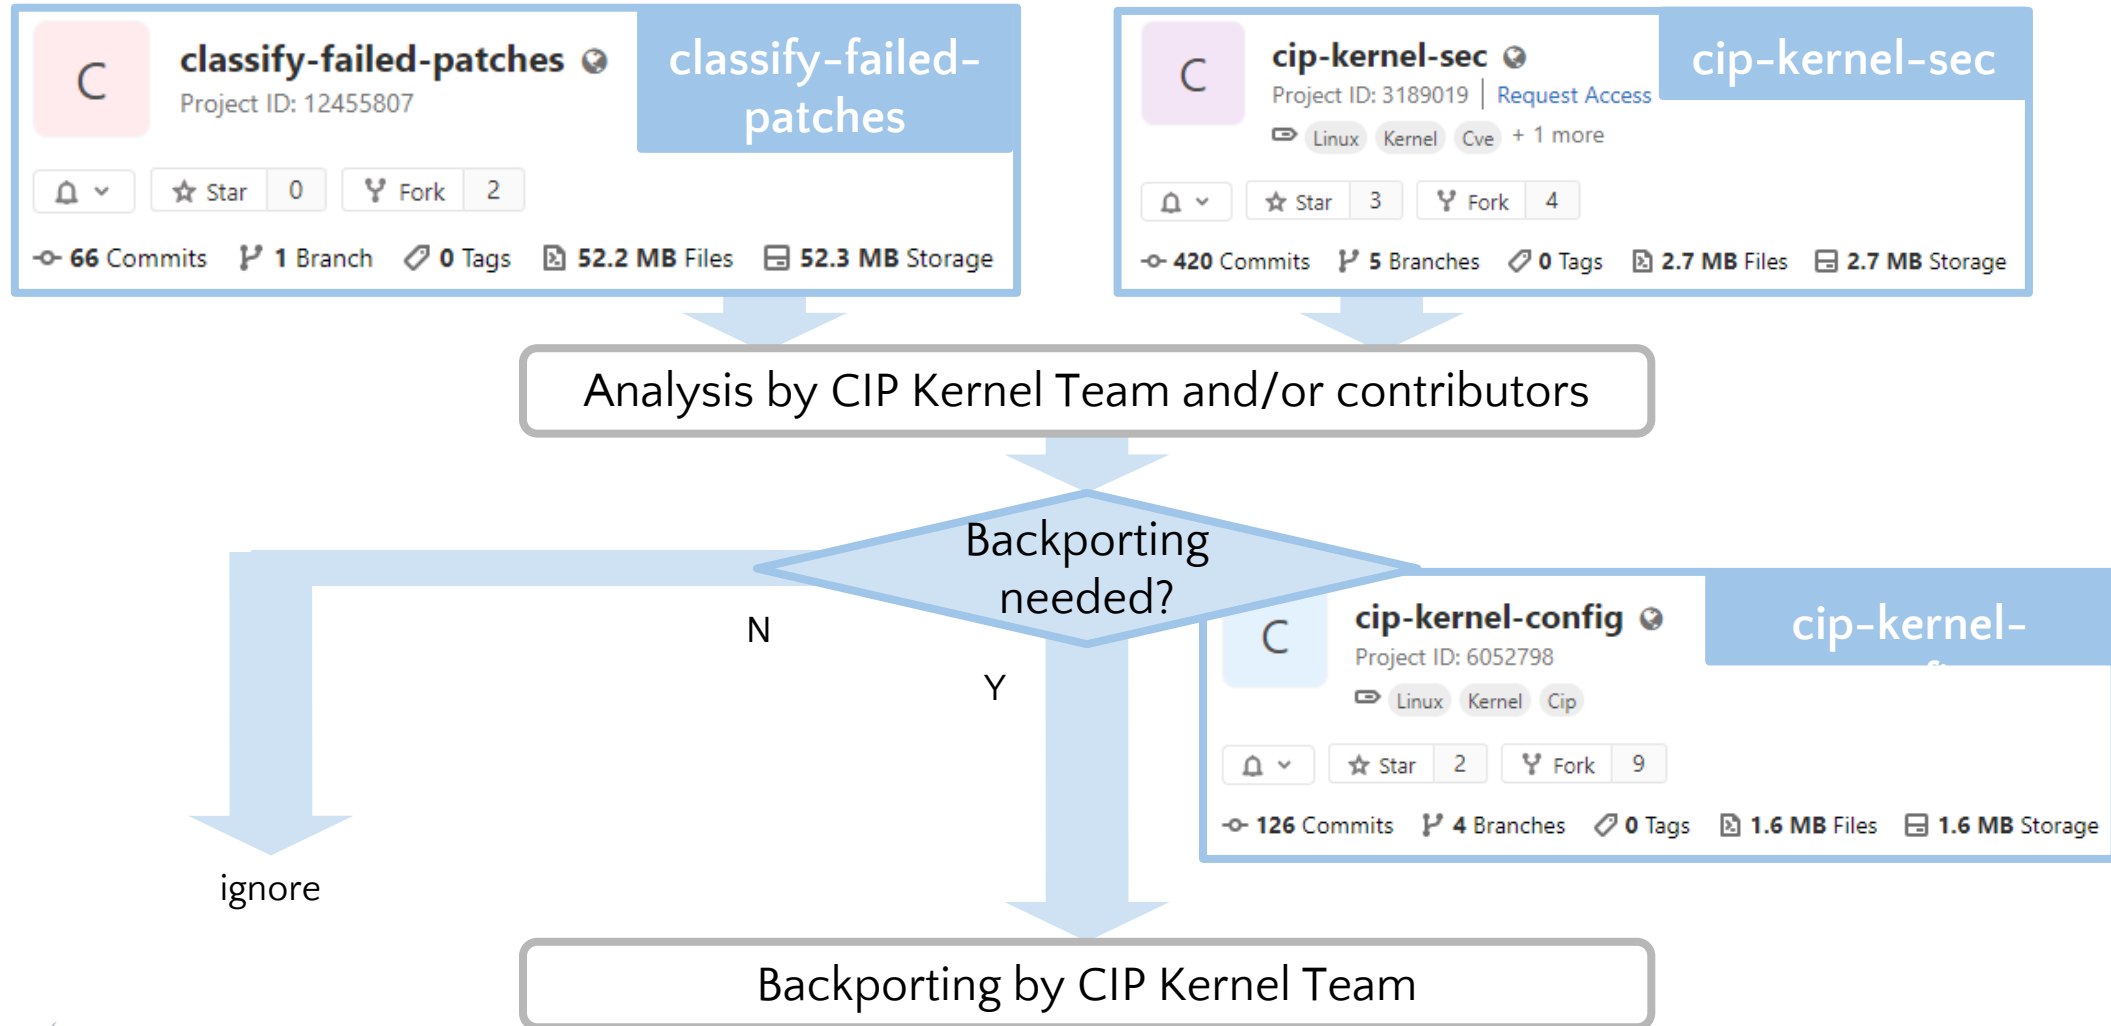 classify-failed-patches
Project ID: 12455807
classify-failed-
patches
Star 0
Fork 2
66 Commits 1 Branch 0 Tags 52.2 MB Files 52.3 MB Storage
cip-kernel-sec
Project ID: 3189019 | Request Access
Linux Kernel Cve + 1 more
cip-kernel-sec
Star 3
Fork 4
420 Commits 5 Branches 0 Tags 2.7 MB Files 2.7 MB Storage
Analysis by CIP Kernel Team and/or contributors
Backporting
needed?
N
Y
ignore
cip-kernel-config
Project ID: 6052798
Linux Kernel Cip
cip-kernel-
Star 2
Fork 9
126 Commits 4 Branches 0 Tags 1.6 MB Files 1.6 MB Storage
Backporting by CIP Kernel Team